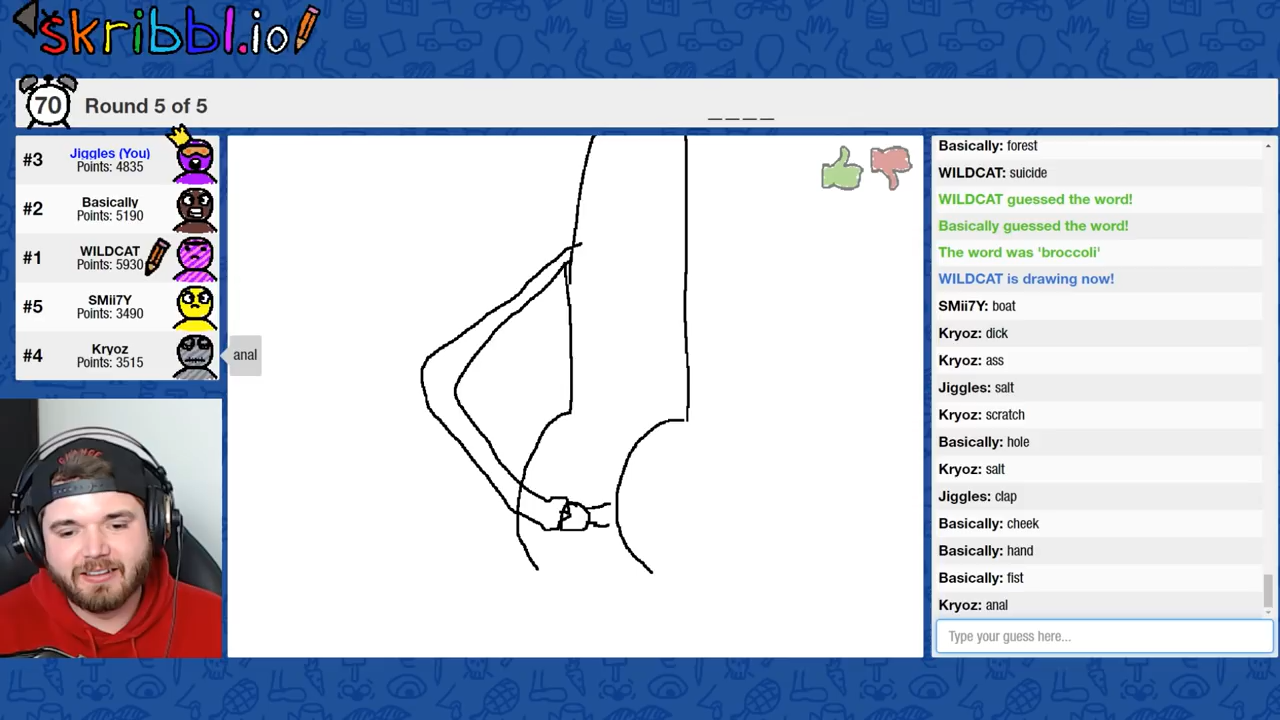 skribbl.io
70
Round 5 of 5
_ _ _ _
#3 Jiggles (You)
Points: 4835
#2 Basically
Points: 5190
#1 WILDCAT
Points: 5930
#5 SMii7Y
Points: 3490
#4 Kryoz
Points: 3515
anal
Basically: forest
WILDCAT: suicide
WILDCAT guessed the word!
Basically guessed the word!
The word was 'broccoli'
WILDCAT is drawing now!
SMii7Y: boat
Kryoz: dick
Kryoz: ass
Jiggles: salt
Kryoz: scratch
Basically: hole
Kryoz: salt
Jiggles: clap
Basically: cheek
Basically: hand
Basically: fist
Kryoz: anal
Type your guess here...